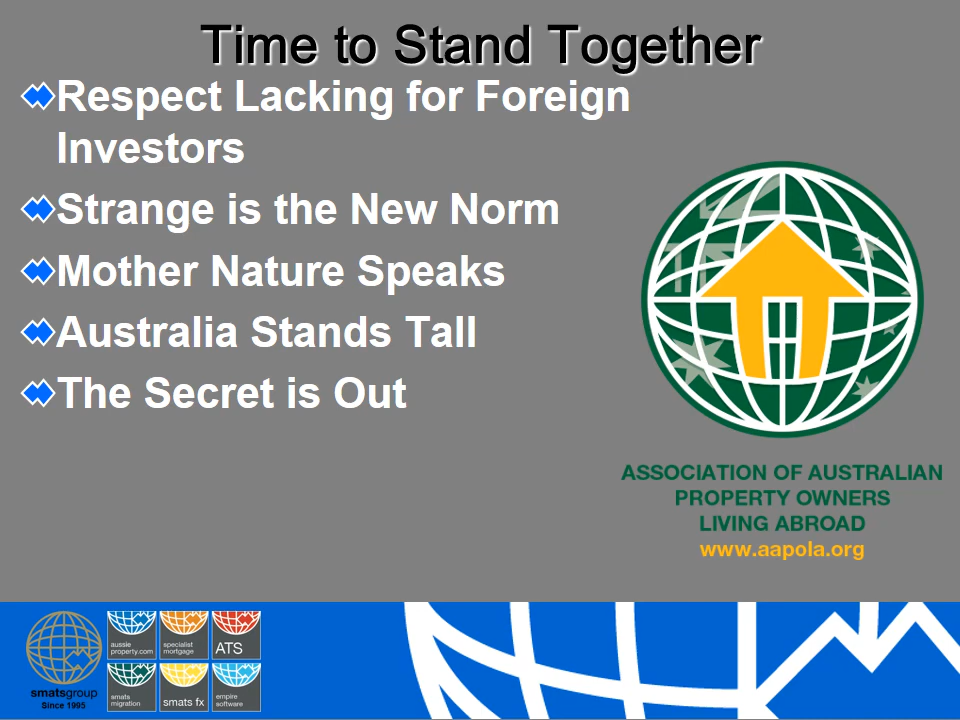 Time to Stand Together
Respect Lacking for Foreign
Investors
Strange is the New Norm
Mother Nature Speaks
Australia Stands Tall
The Secret is Out
ASSOCIATION OF AUSTRALIAN
PROPERTY OWNERS
LIVING ABROAD
www.aapola.org
smatsgroup
Since 1995
aussie
property.com
specialist
mortgage
ATS
smats
migration
smats fx
empire
software